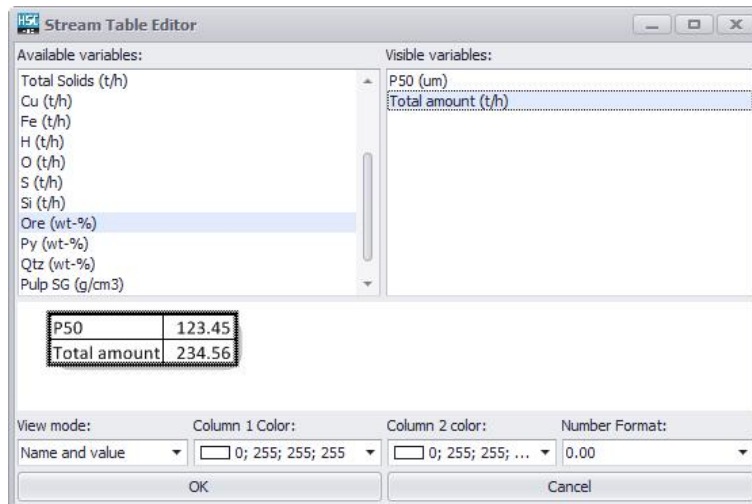 HSC Stream Table Editor
Available variables:
Total Solids (t/h)
Cu (t/h)
Fe (t/h)
H (t/h)
O (t/h)
S (t/h)
Si (t/h)
Ore (wt-%)
Py (wt-%)
Qtz (wt-%)
Pulp SG (g/cm3)
Visible variables:
P50 (um)
Total amount (t/h)
P50 123.45
Total amount 234.56
View mode: Column 1 Color: Column 2 color: Number Format:
Name and value 0; 255; 255; 255 0; 255; 255; ... 0.00
OK Cancel